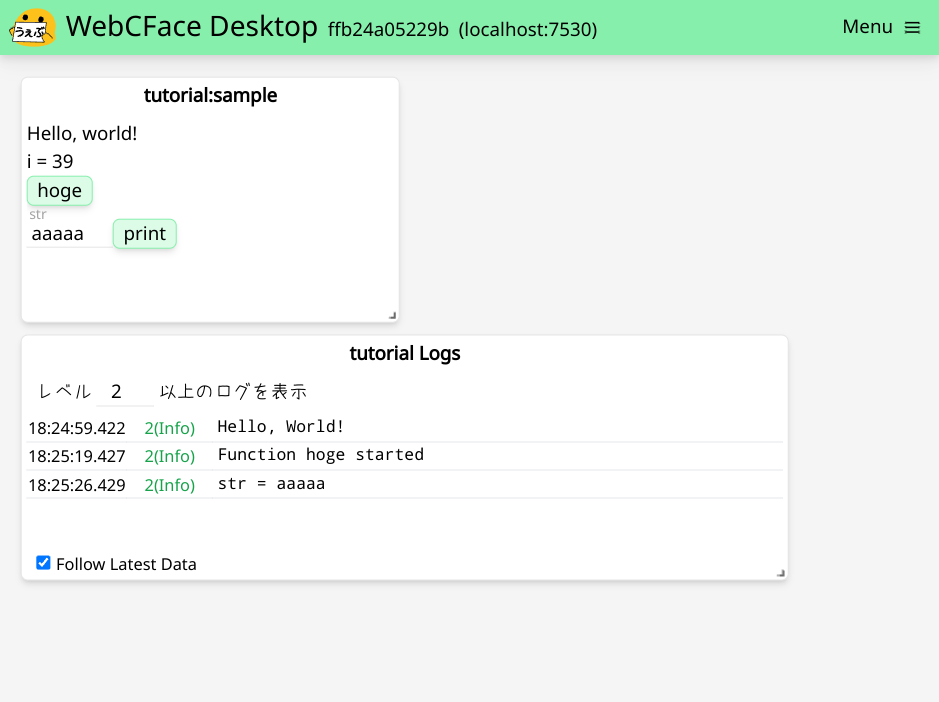 うぇぶ
WebCFace Desktop ffb24a05229b (localhost:7530)
Menu
tutorial:sample
Hello, world!
i = 39
hoge
str
aaaaa print
tutorial Logs
レベル 2 以上のログを表示
18:24:59.422 2(Info) Hello, World!
18:25:19.427 2(Info) Function hoge started
18:25:26.429 2(Info) str = aaaaa
Follow Latest Data